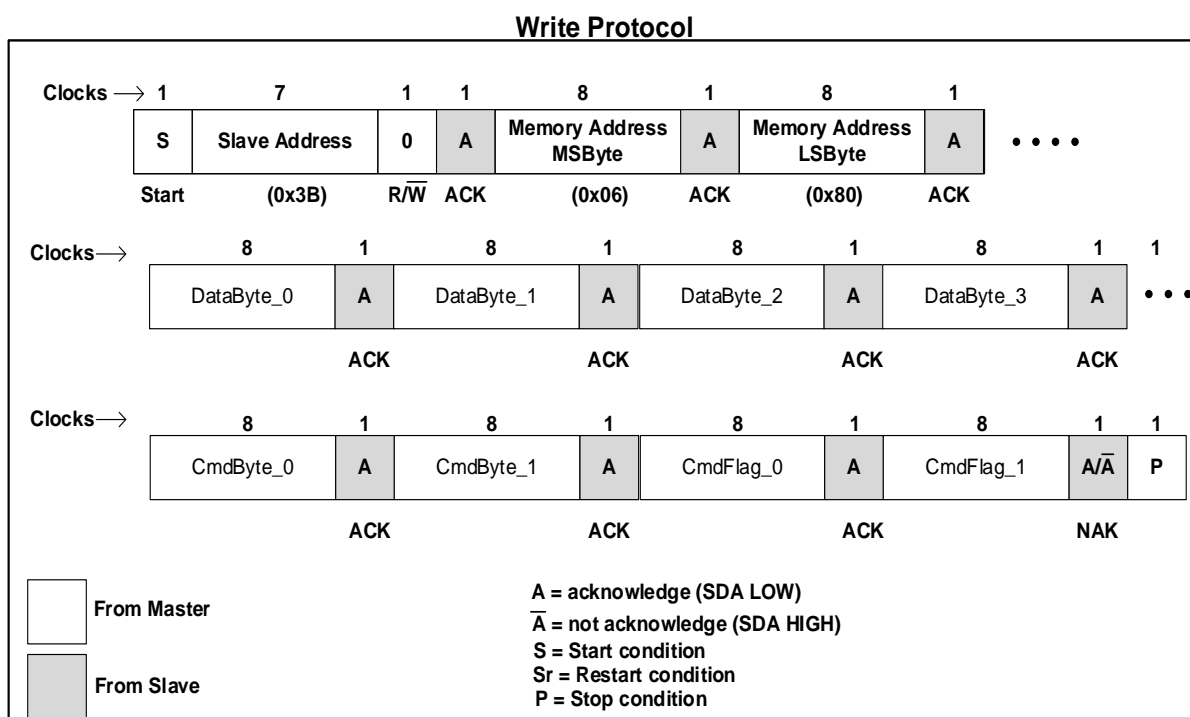 Write Protocol
Clocks → 1 7 1 1 8 1 8 1
S Slave Address 0 A Memory Address MSByte A Memory Address LSByte A • • • •
Start (0x3B) R/W̅ ACK (0x06) ACK (0x80) ACK
Clocks → 8 1 8 1 8 1 8 1 1
DataByte_0 A DataByte_1 A DataByte_2 A DataByte_3 A • • •
ACK ACK ACK ACK
Clocks → 8 1 8 1 8 1 8 1 1
CmdByte_0 A CmdByte_1 A CmdFlag_0 A CmdFlag_1 A/A̅ P
ACK ACK ACK NAK
From Master
From Slave
A = acknowledge (SDA LOW)
A̅ = not acknowledge (SDA HIGH)
S = Start condition
Sr = Restart condition
P = Stop condition